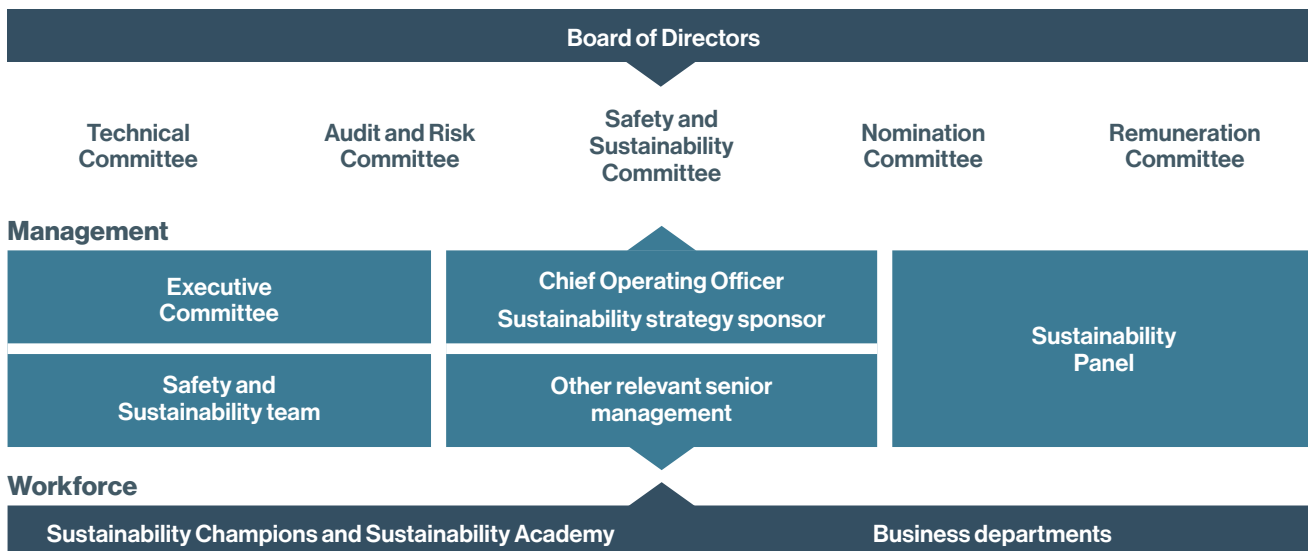 Board of Directors
Technical
Committee
Audit and Risk
Committee
Safety and
Sustainability
Committee
Nomination
Committee
Remuneration
Committee
Management
Executive
Committee
Chief Operating Officer
Sustainability strategy sponsor
Sustainability
Panel
Safety and
Sustainability team
Other relevant senior
management
Workforce
Sustainability Champions and Sustainability Academy
Business departments